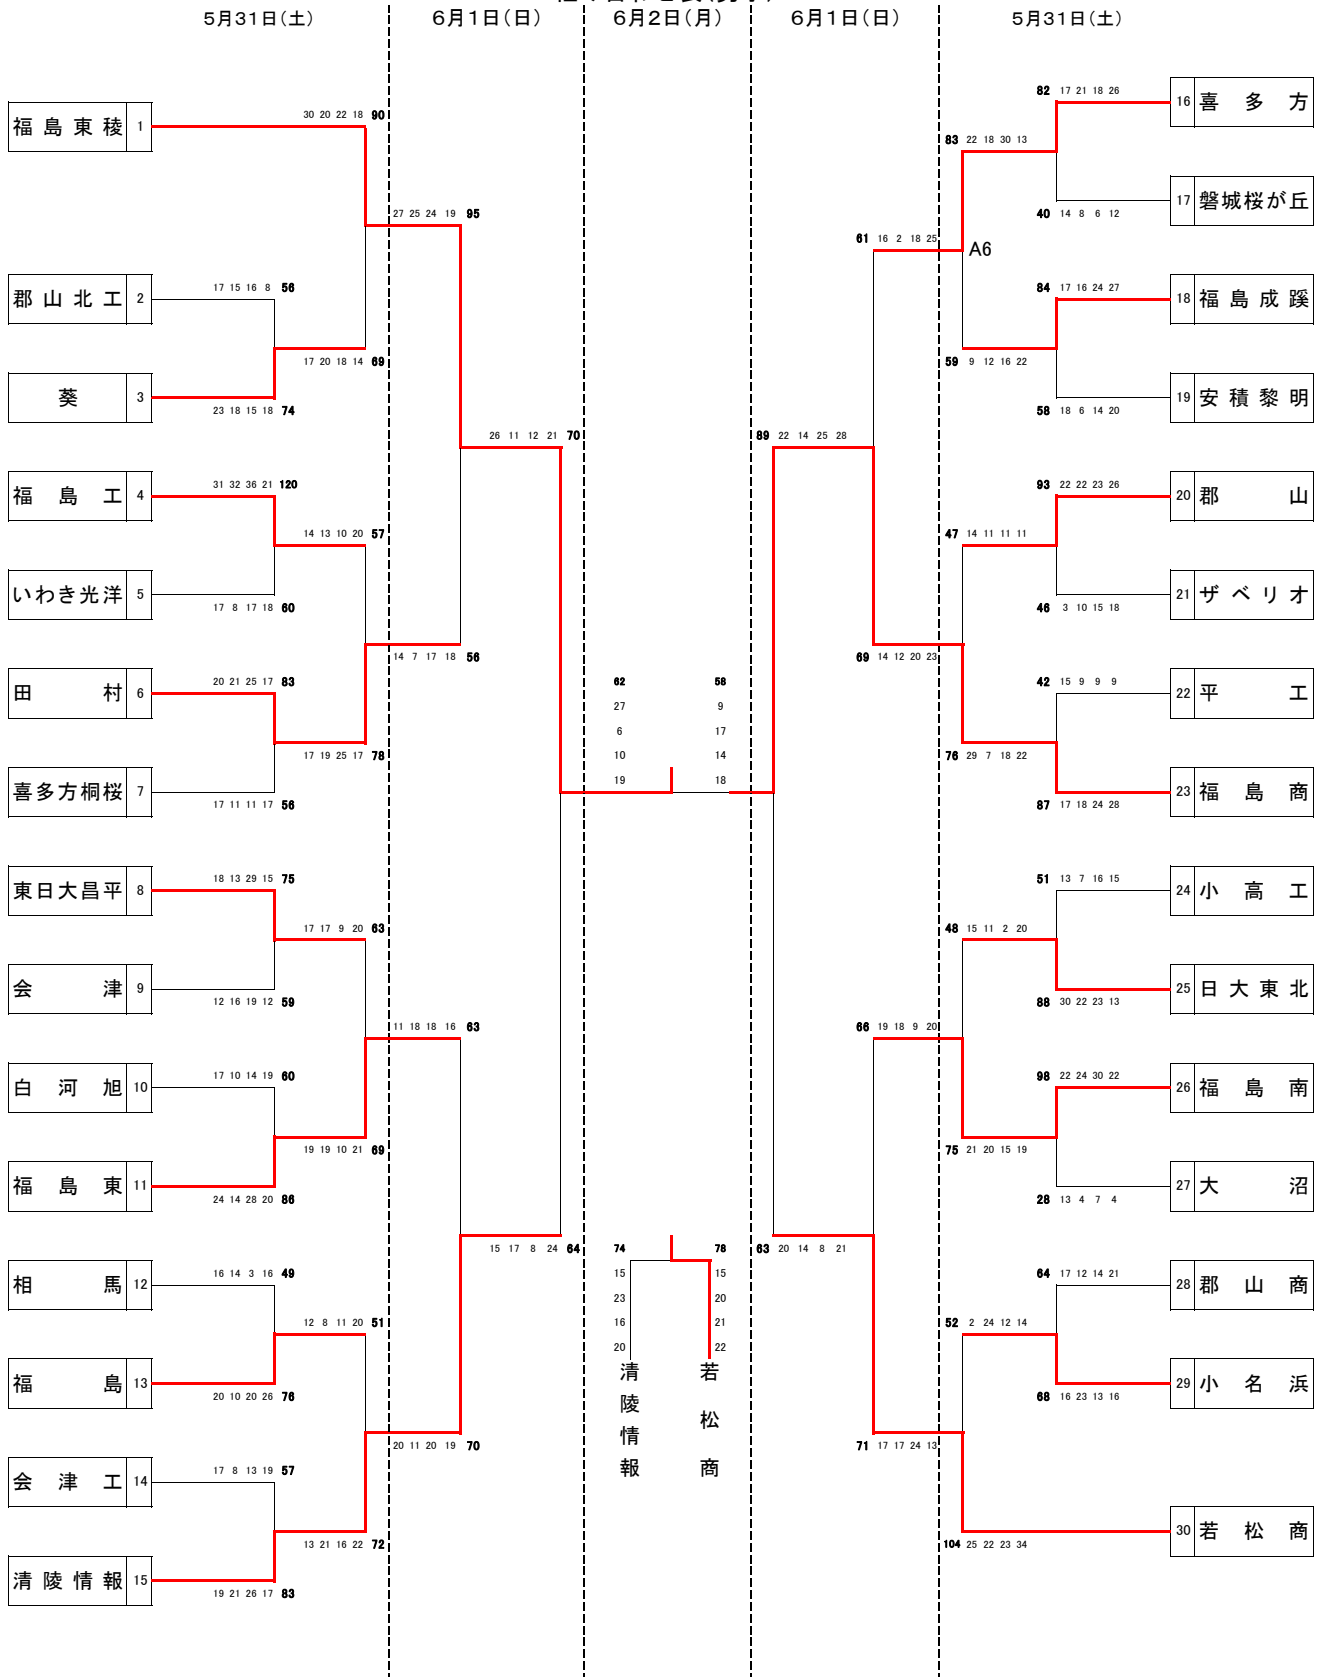 5月31日(土) 6月1日(日) 6月2日(月) 6月1日(日) 5月31日(土)
福島東稜 1 30 20 22 18 90
27 25 24 19 95
郡山北工 2 17 15 16 8 56
17 20 18 14 69
葵 3 23 18 15 18 74
26 11 12 21 70
福島工 4 31 32 36 21 120
14 13 10 20 57
いわき光洋 5 17 8 17 18 60
14 7 17 18 56
田村 6 20 21 25 17 83
17 19 25 17 78
喜多方桐桜 7 17 11 11 17 56
東日大昌平 8 18 13 29 15 75
17 17 9 20 63
会津 9 12 16 19 12 59
11 18 18 16 63
白河旭 10 17 10 14 19 60
19 19 10 21 69
福島東 11 24 14 28 20 86
15 17 8 24 64
相馬 12 16 14 3 16 49
12 8 11 20 51
福島 13 20 10 20 26 76
20 11 20 19 70
会津工 14 17 8 13 19 57
13 21 16 22 72
清陵情報 15 19 21 26 17 83
62 58
27 9
6 17
10 14
19 18
74 78
15 15
23 20
16 21
20 22
清陵情報
若松商
82 17 21 18 26 16 喜多方
83 22 18 30 13
40 14 8 6 12 17 磐城桜が丘
61 16 2 18 25 A6
84 17 16 24 27 18 福島成蹊
59 9 12 16 22
58 18 6 14 20 19 安積黎明
89 22 14 25 28
93 22 22 23 26 20 郡山
47 14 11 11 11
46 3 10 15 18 21 ザベリオ
69 14 12 20 23
42 15 9 9 9 22 平工
76 29 7 18 22
87 17 18 24 28 23 福島商
51 13 7 16 15 24 小高工
48 15 11 2 20
88 30 22 23 13 25 日大東北
66 19 18 9 20
98 22 24 30 22 26 福島南
75 21 20 15 19
28 13 4 7 4 27 大沼
63 20 14 8 21
64 17 12 14 21 28 郡山商
52 2 24 12 14
68 16 23 13 16 29 小名浜
71 17 17 24 13
104 25 22 23 34 30 若松商